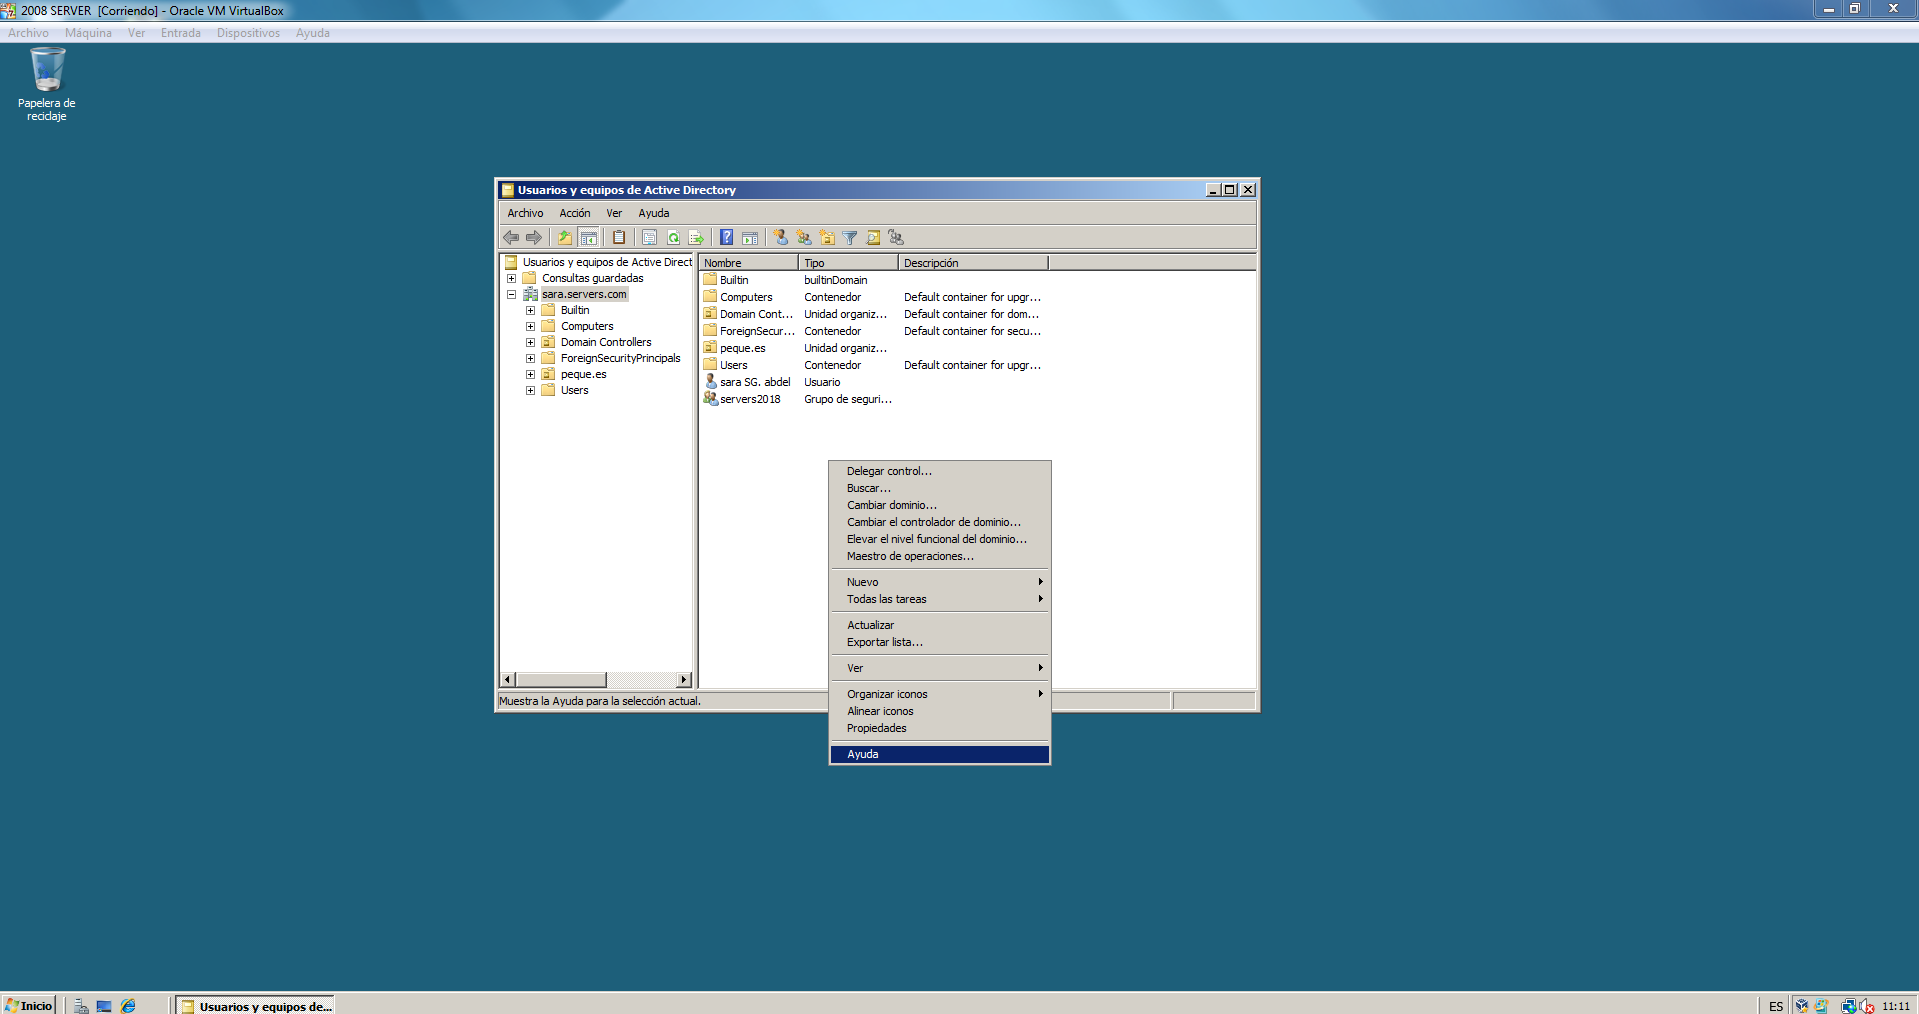 2008 SERVER [Corriendo] - Oracle VM VirtualBox
Archivo Máquina Ver Entrada Dispositivos Ayuda
Papelera de
reciclaje
Usuarios y equipos de Active Directory
Archivo Acción Ver Ayuda
Usuarios y equipos de Active Direct
Consultas guardadas
sara.servers.com
Builtin
Computers
Domain Controllers
ForeignSecurityPrincipals
peque.es
Users
Nombre Tipo Descripción
Builtin builtinDomain
Computers Contenedor Default container for upgr...
Domain Cont... Unidad organiz... Default container for dom...
ForeignSecur... Contenedor Default container for secu...
peque.es Unidad organiz...
Users Contenedor Default container for upgr...
sara SG. abdel Usuario
servers2018 Grupo de seguri...
Delegar control...
Buscar...
Cambiar dominio...
Cambiar el controlador de dominio...
Elevar el nivel funcional del dominio...
Maestro de operaciones...
Nuevo
Todas las tareas
Actualizar
Exportar lista...
Ver
Organizar iconos
Alinear iconos
Propiedades
Ayuda
Muestra la Ayuda para la selección actual.
Inicio
Usuarios y equipos de...
ES
11:11